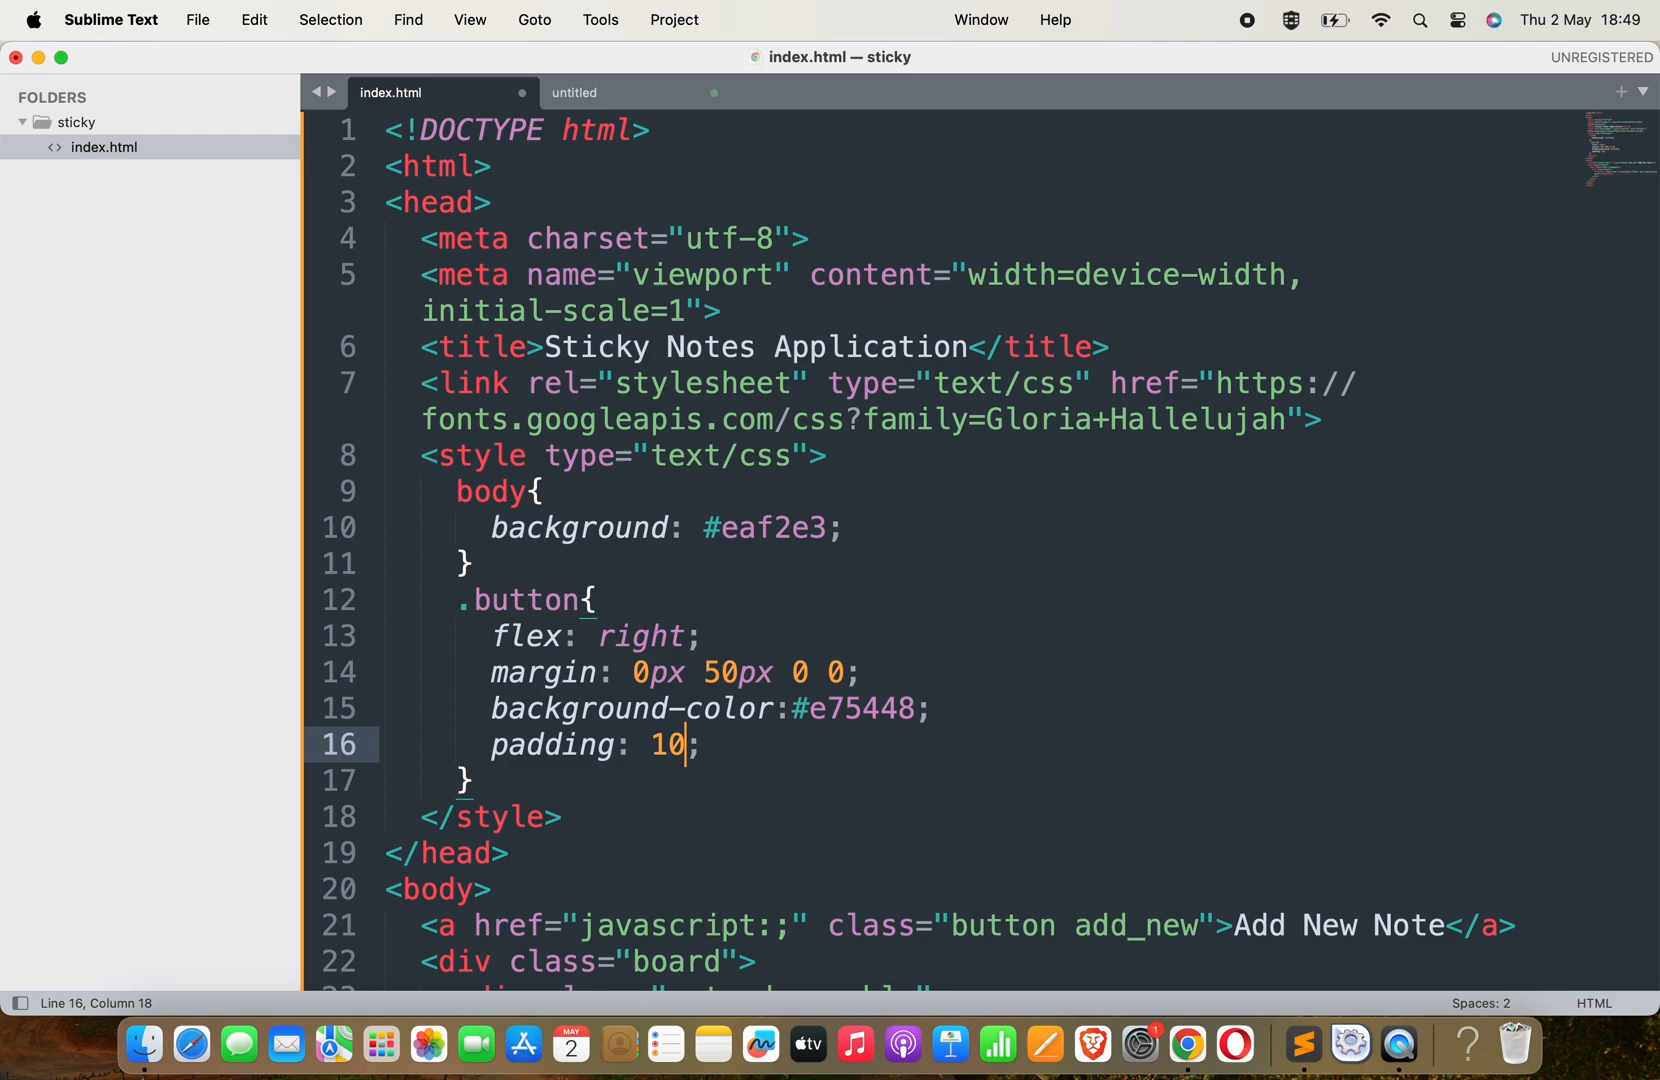 Sublime Text File Edit Selection Find View Goto Tools Project Window Help Thu 2 May 18:49
index.html — sticky UNREGISTERED
FOLDERS
sticky
index.html
index.html untitled
1 <!DOCTYPE html>
2 <html>
3 <head>
4 <meta charset="utf-8">
5 <meta name="viewport" content="width=device-width,
initial-scale=1">
6 <title>Sticky Notes Application</title>
7 <link rel="stylesheet" type="text/css" href="https://
fonts.googleapis.com/css?family=Gloria+Hallelujah">
8 <style type="text/css">
9 body{
10 background: #eaf2e3;
11 }
12 .button{
13 flex: right;
14 margin: 0px 50px 0 0;
15 background-color:#e75448;
16 padding: 10;
17 }
18 </style>
19 </head>
20 <body>
21 <a href="javascript:;" class="button add_new">Add New Note</a>
22 <div class="board">
Line 16, Column 18 Spaces: 2 HTML
MAY
2
tv
1